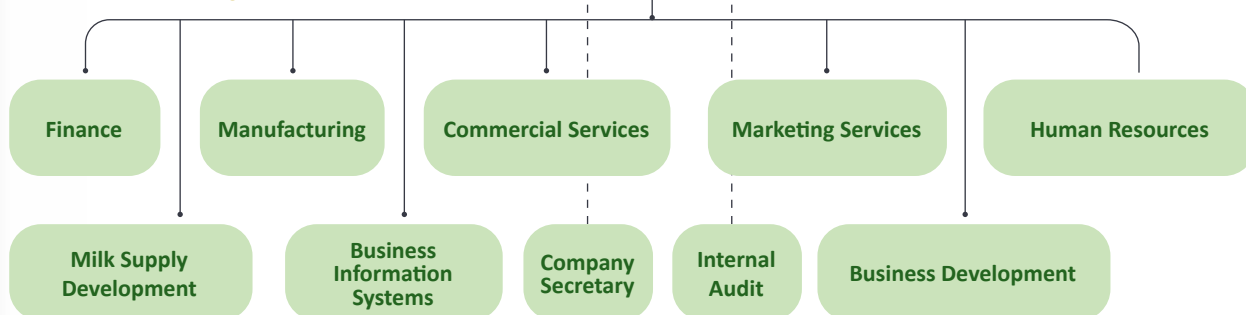 Finance
Manufacturing
Commercial Services
Marketing Services
Human Resources
Milk Supply
Development
Business
Information
Systems
Company
Secretary
Internal
Audit
Business Development